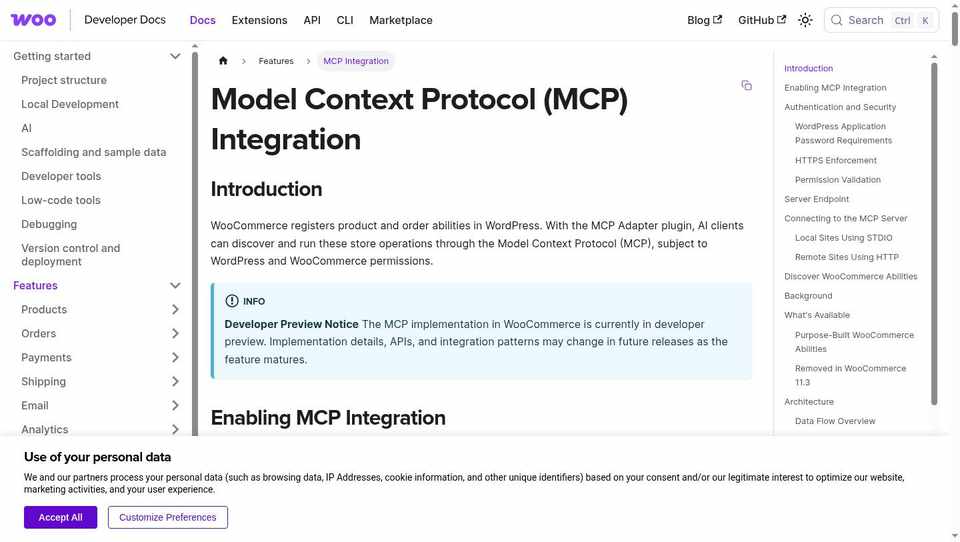 woo
Developer Docs
Docs
Extensions
API
CLI
Marketplace
Blog
GitHub
Search
Ctrl
K
Getting started
Project structure
Local Development
AI
Scaffolding and sample data
Developer tools
Low-code tools
Debugging
Version control and
deployment
Features
Products
Orders
Payments
Shipping
Email
Analytics
Features
MCP Integration
Model Context Protocol (MCP)
Integration
Introduction
WooCommerce registers product and order abilities in WordPress. With the MCP Adapter plugin, AI clients
can discover and run these store operations through the Model Context Protocol (MCP), subject to
WordPress and WooCommerce permissions.
INFO
Developer Preview Notice The MCP implementation in WooCommerce is currently in developer
preview. Implementation details, APIs, and integration patterns may change in future releases as the
feature matures.
Enabling MCP Integration
Introduction
Enabling MCP Integration
Authentication and Security
WordPress Application
Password Requirements
HTTPS Enforcement
Permission Validation
Server Endpoint
Connecting to the MCP Server
Local Sites Using STDIO
Remote Sites Using HTTP
Discover WooCommerce Abilities
Background
What's Available
Purpose-Built WooCommerce
Abilities
Removed in WooCommerce
11.3
Architecture
Data Flow Overview
Use of your personal data
We and our partners process your personal data (such as browsing data, IP Addresses, cookie information, and other unique identifiers) based on your consent and/or our legitimate interest to optimize our website,
marketing activities, and your user experience.
Accept All
Customize Preferences